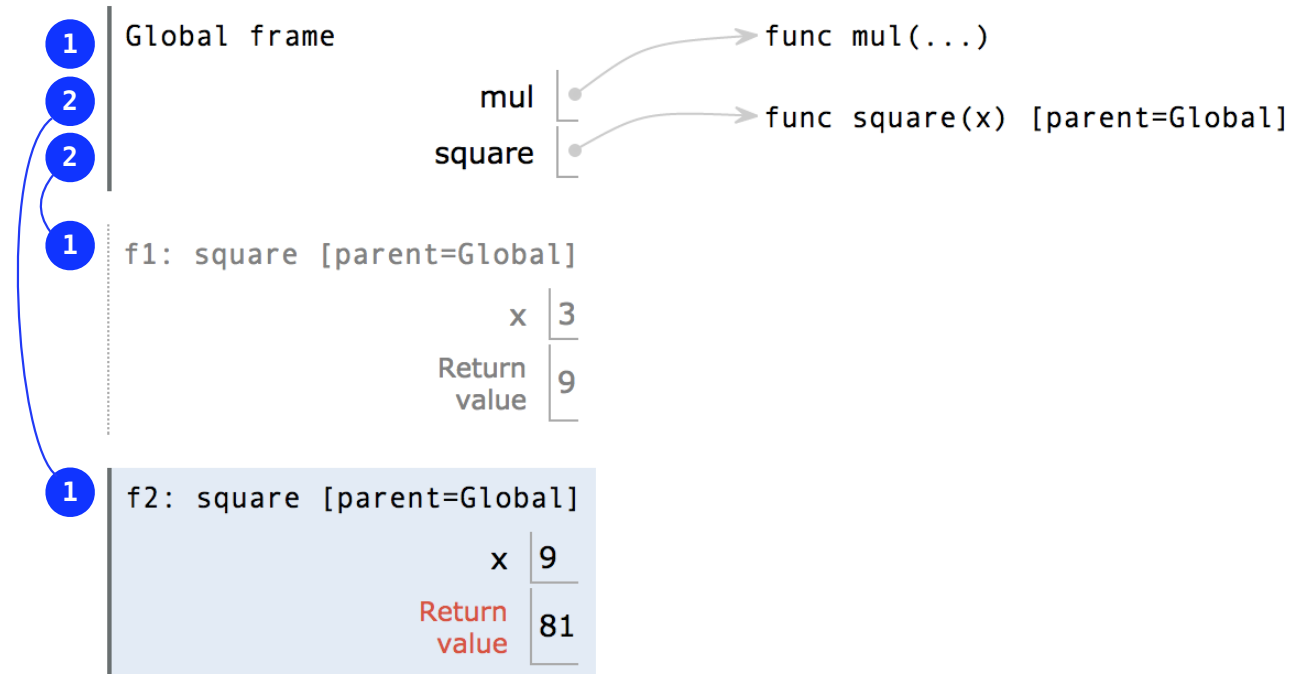 1 Global frame
func mul(...)
2 mul
func square(x) [parent=Global]
2 square
1 f1: square [parent=Global]
x 3
Return
value 9
1 f2: square [parent=Global]
x 9
Return
value 81